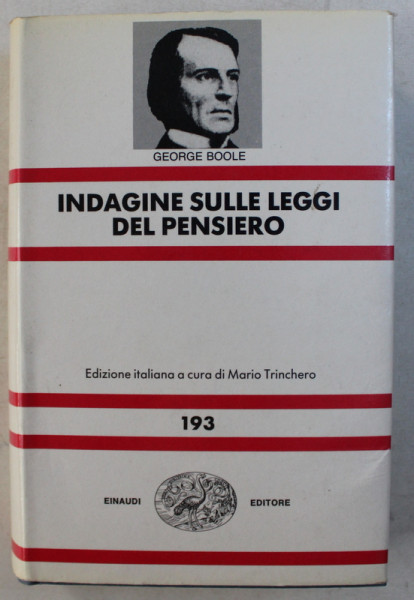 GEORGE BOOLE
INDAGINE SULLE LEGGI
DEL PENSIERO
Edizione italiana a cura di Mario Trinchero
193
EINAUDI EDITORE